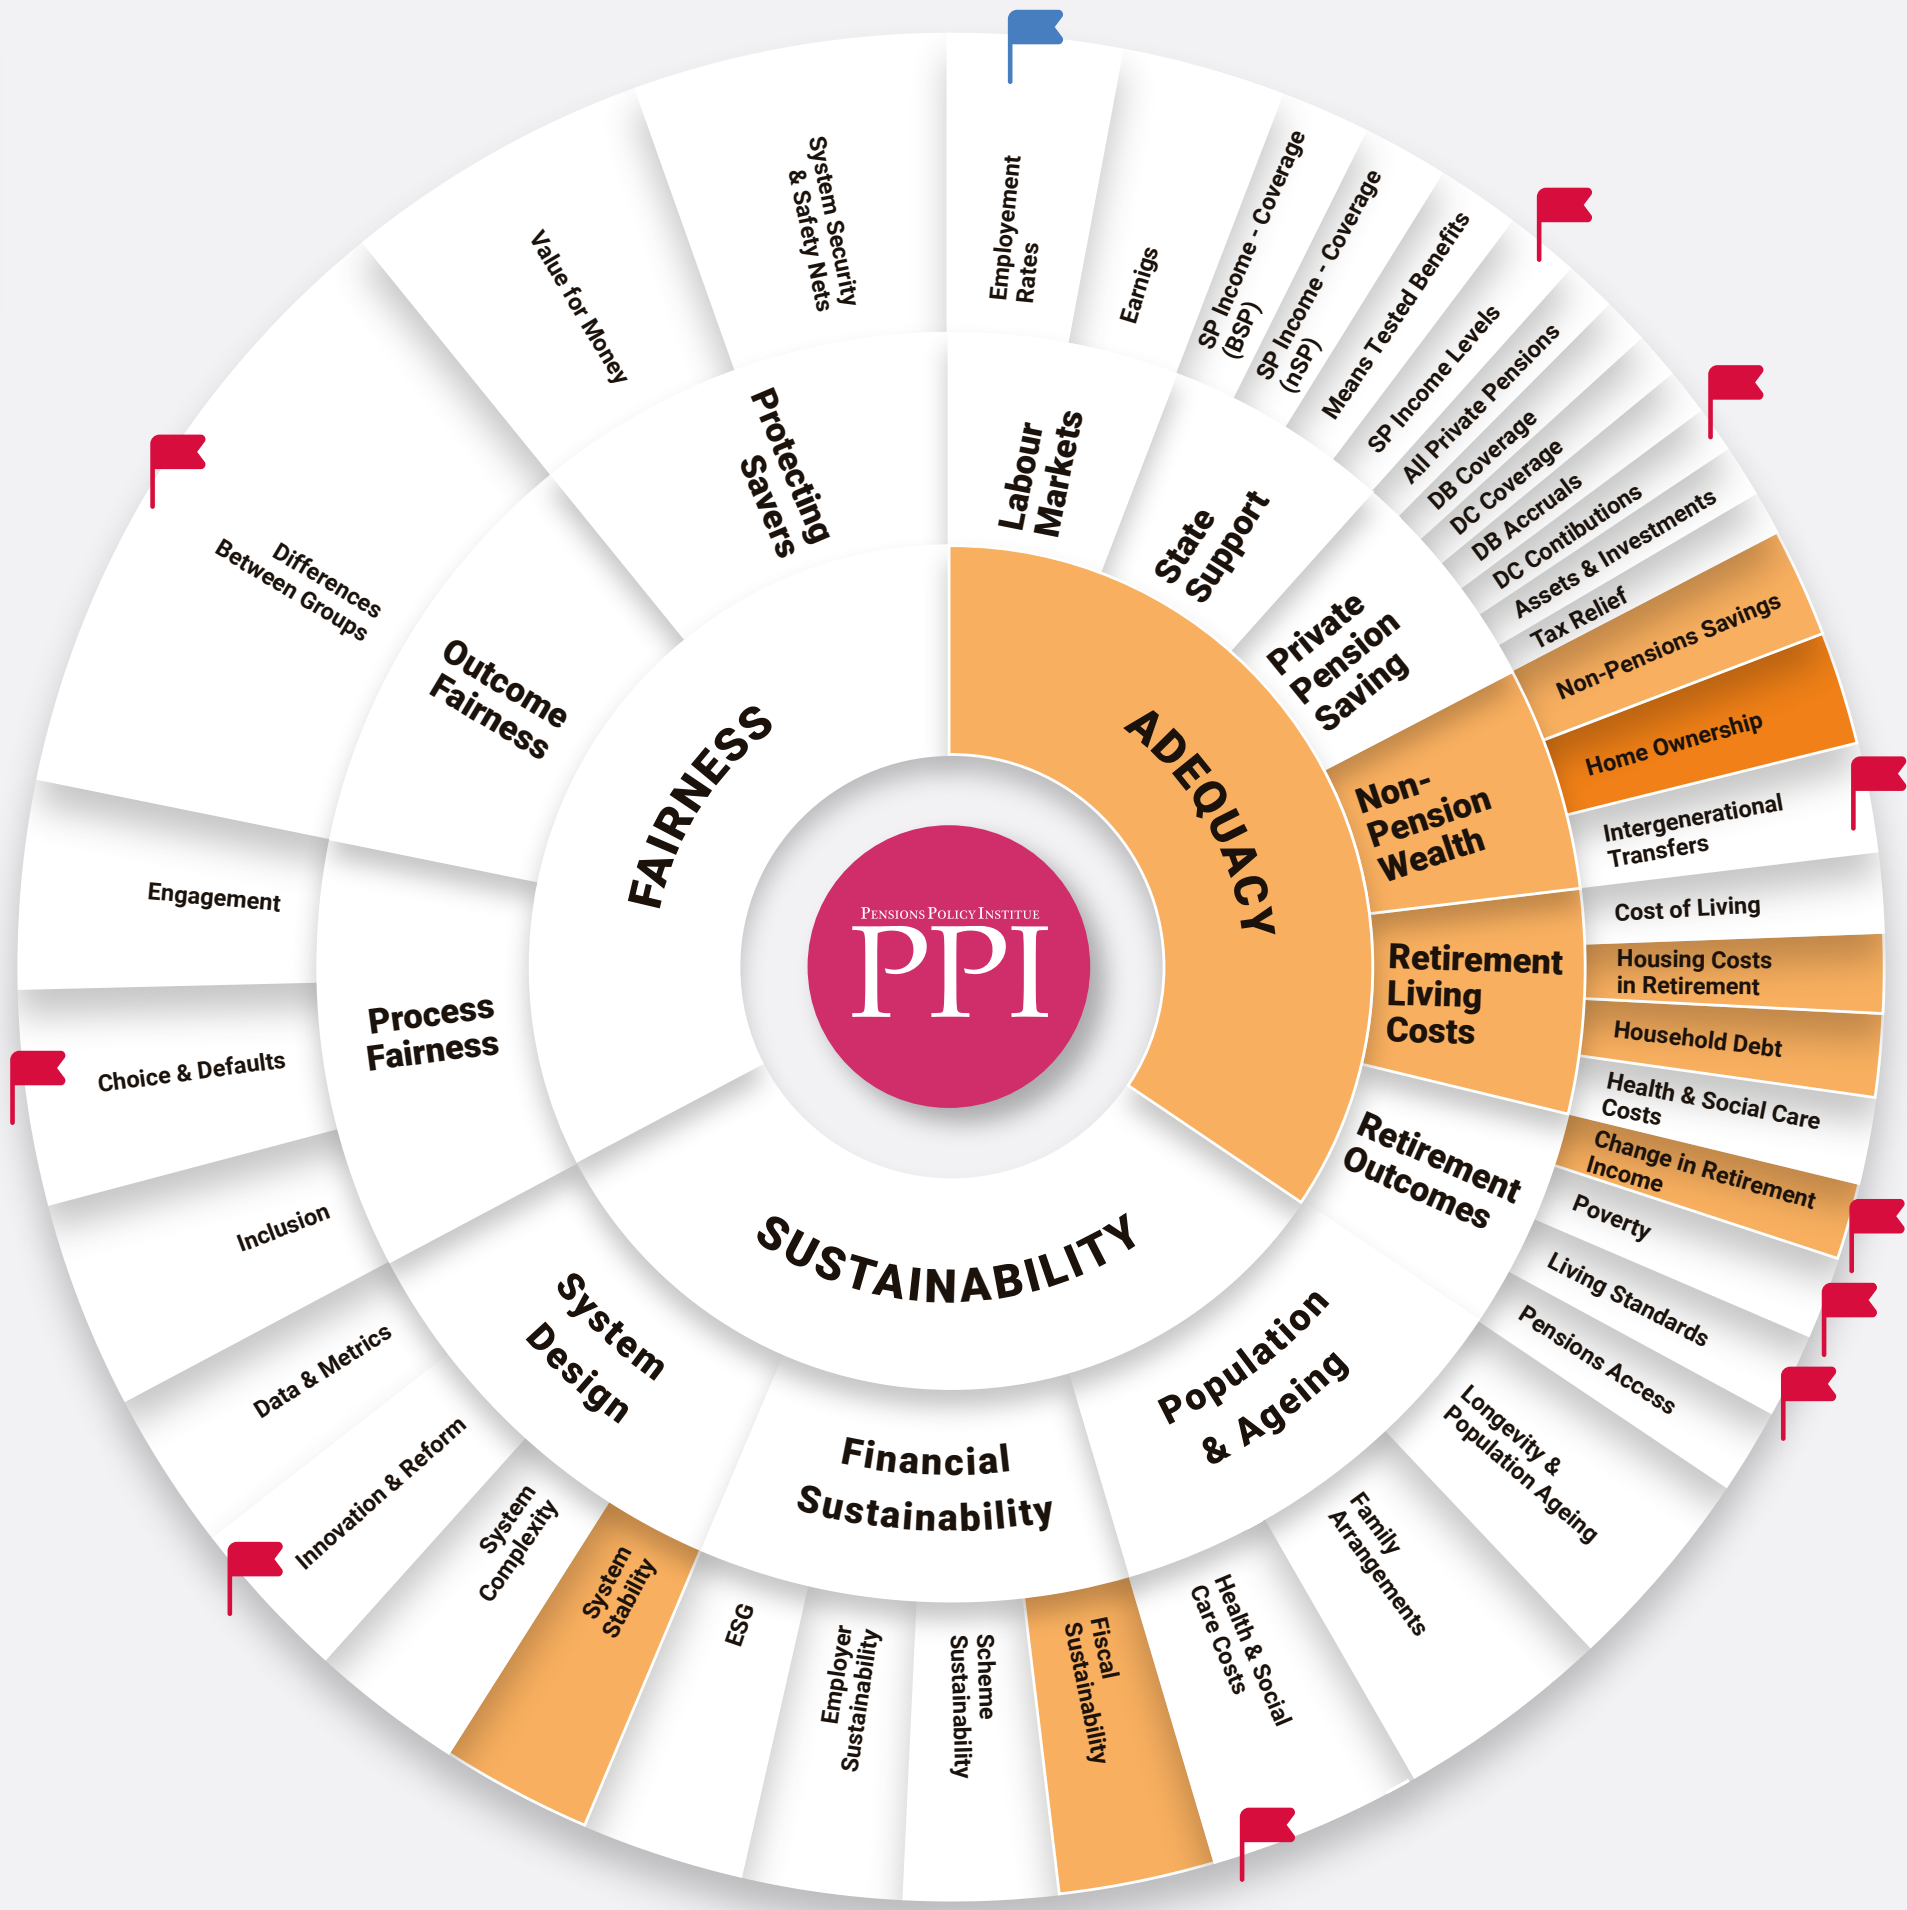 PENSIONS POLICY INSTITUE
PPI
ADEQUACY
SUSTAINABILITY
FAIRNESS
Labour
Markets
State
Support
Private
Pension
Saving
Non-
Pension
Wealth
Retirement
Living
Costs
Retirement
Outcomes
Population
& Ageing
Financial
Sustainability
System
Design
Process
Fairness
Outcome
Fairness
Protecting
Savers
Employement
Rates
Earnigs
SP Income - Coverage
(BSP)
SP Income - Coverage
(nSP)
Means Tested Benefits
SP Income Levels
All Private Pensions
DB Coverage
DC Coverage
DB Accruals
DC Contibutions
Assets & Investments
Tax Relief
Non-Pensions Savings
Home Ownership
Intergenerational
Transfers
Cost of Living
Housing Costs
in Retirement
Household Debt
Health & Social Care
Costs
Change in Retirement
Income
Poverty
Living Standards
Pensions Access
Longevity &
Population Ageing
Family
Arrangements
Health & Social
Care Costs
Fiscal
Sustainability
Scheme
Sustainability
Employer
Sustainability
ESG
System
Stability
System
Complexity
Innovation & Reform
Data & Metrics
Inclusion
Choice & Defaults
Engagement
Differences
Between Groups
Value for Money
System Security
& Safety Nets